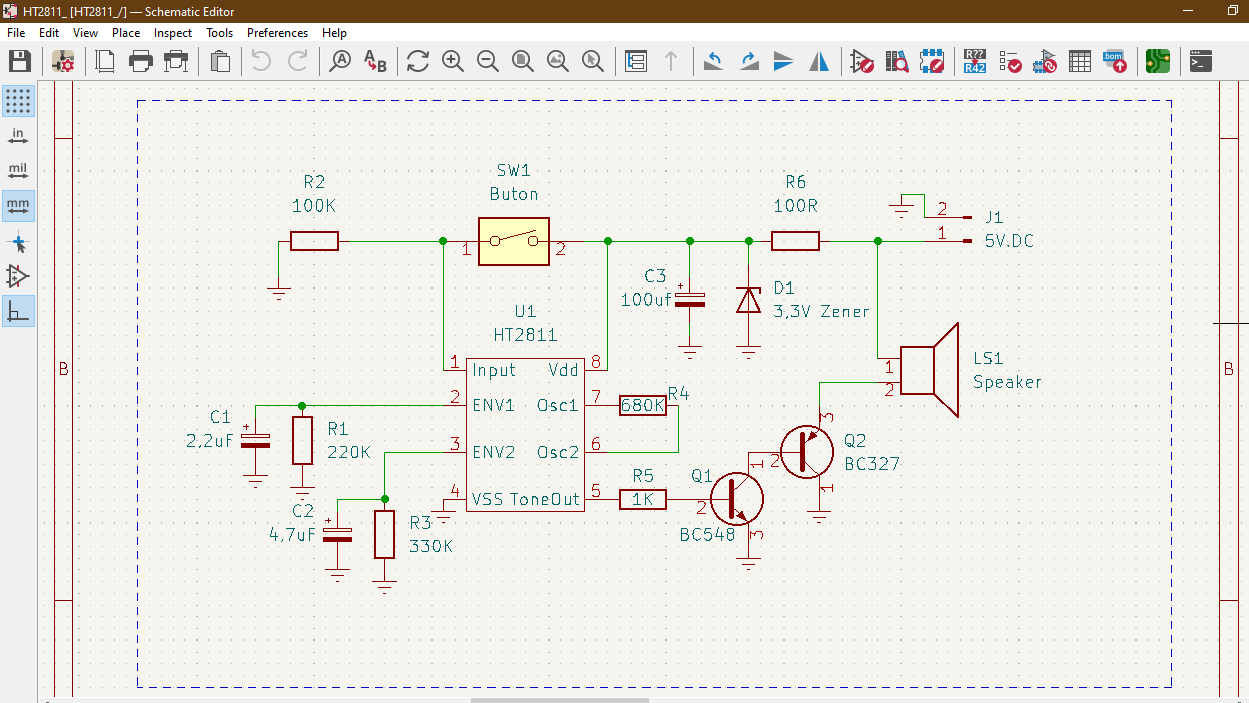 HT2811_ [HT2811_/] — Schematic Editor
File Edit View Place Inspect Tools Preferences Help
A
A B
R??
R42
bom
in
mil
mm
SW1
Buton
R2
100K
R6
100R
1
2
2
1
J1
5V.DC
C3
100uf
+
D1
3,3V Zener
U1
HT2811
B
B
1 Input Vdd 8
2 ENV1 Osc1 7
3 ENV2 Osc2 6
4 VSS ToneOut 5
680K
R4
1
2
LS1
Speaker
C1
2,2uF
+
R1
220K
3
Q2
BC327
2
1
1
R5
1K
Q1
2
BC548
3
C2
4,7uF
+
R3
330K